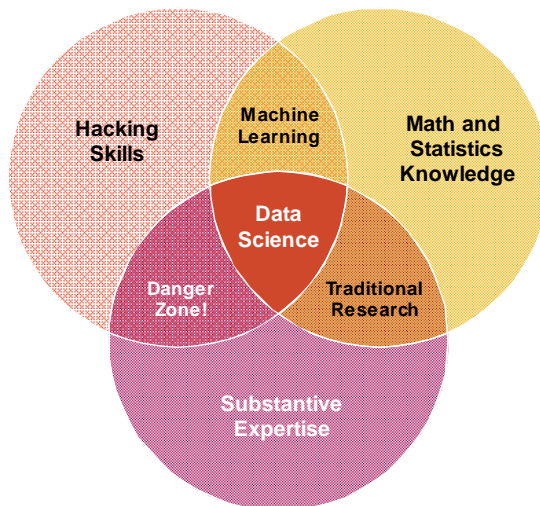 Machine
Learning
Hacking
Skills
Math and
Statistics
Knowledge
Data
Science
Danger
Zone!
Traditional
Research
Substantive
Expertise